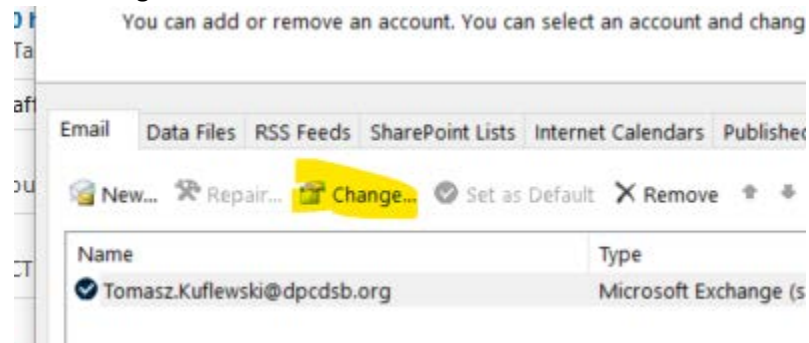 You can add or remove an account. You can select an account and chang
Ta
Email Data Files RSS Feeds SharePoint Lists Internet Calendars Published
New... Repair... Change... Set as Default Remove
Name Type
Tomasz.Kuflewski@dpcdsb.org Microsoft Exchange (s